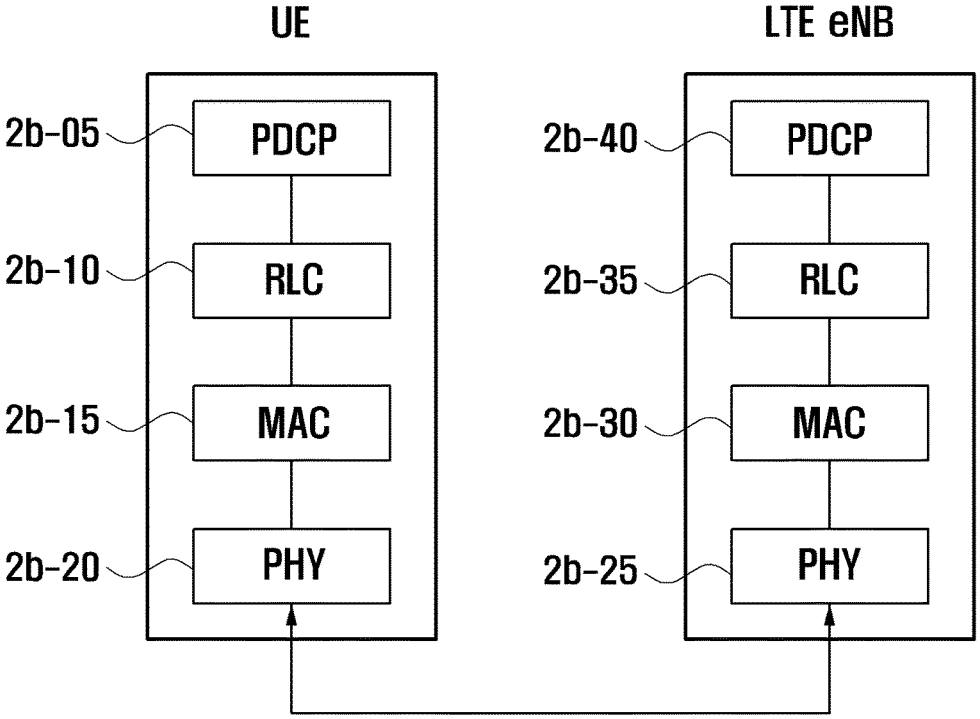 UE
LTE eNB
2b-05
PDCP
2b-40
PDCP
2b-10
RLC
2b-35
RLC
2b-15
MAC
2b-30
MAC
2b-20
PHY
2b-25
PHY